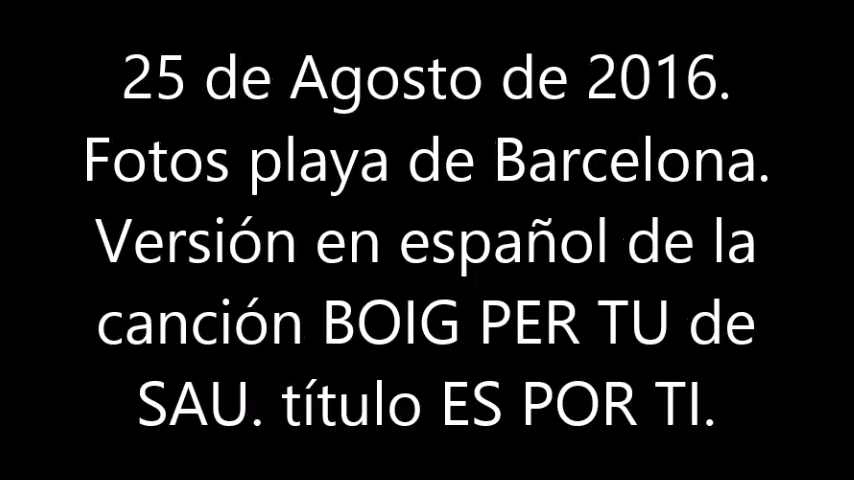 25 de Agosto de 2016.
Fotos playa de Barcelona.
Versión en español de la
canción BOIG PER TU de
SAU. título ES POR TI.